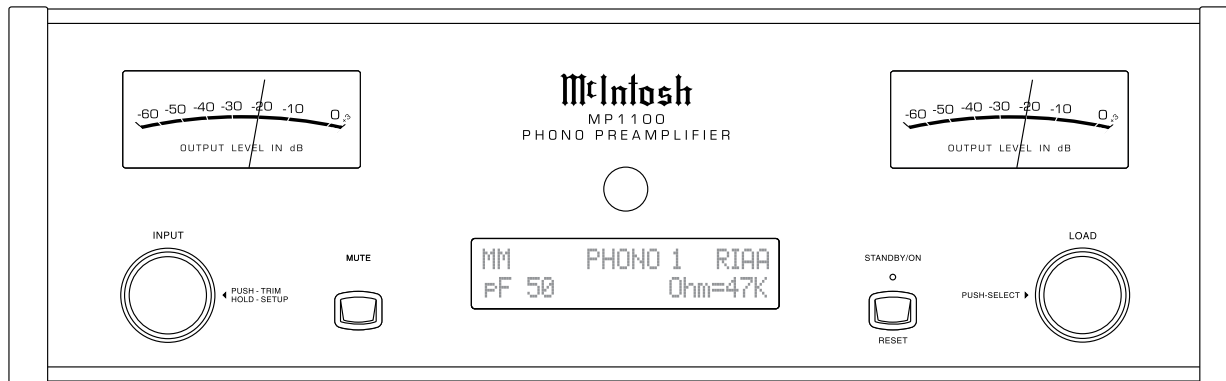 -60 -50 -40 -30 -20 -10 0 +3
OUTPUT LEVEL IN dB
McIntosh
MP1100
PHONO PREAMPLIFIER
-60 -50 -40 -30 -20 -10 0 +3
OUTPUT LEVEL IN dB
INPUT
PUSH - TRIM
HOLD - SETUP
MUTE
MM PHONO 1 RIAA
pF 50 Ohm=47K
STANDBY/ON
RESET
LOAD
PUSH-SELECT